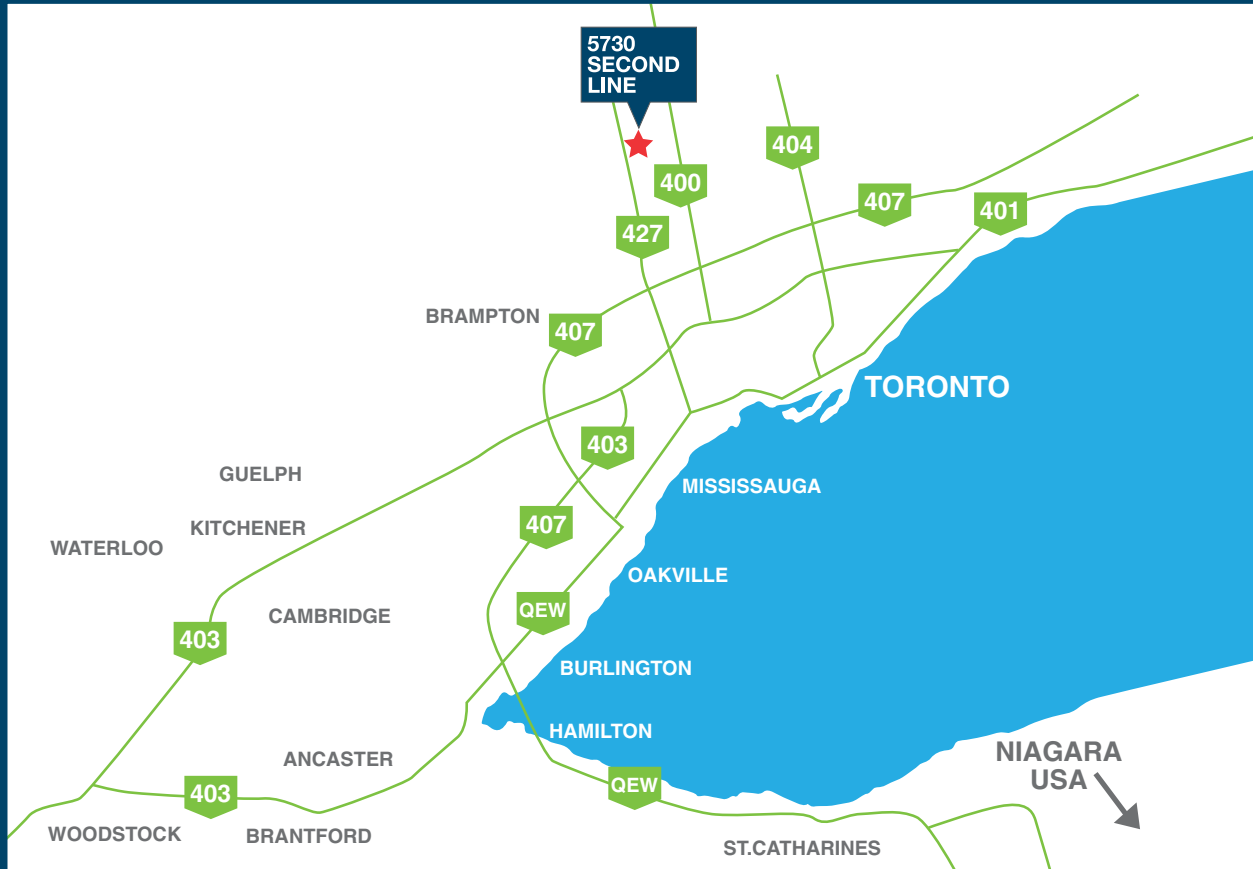 5730
SECOND
LINE
404
400
407
401
427
BRAMPTON
407
TORONTO
403
GUELPH
MISSISSAUGA
KITCHENER
407
WATERLOO
OAKVILLE
QEW
CAMBRIDGE
403
BURLINGTON
HAMILTON
ANCASTER
NIAGARA
USA
QEW
403
WOODSTOCK
BRANTFORD
ST.CATHARINES